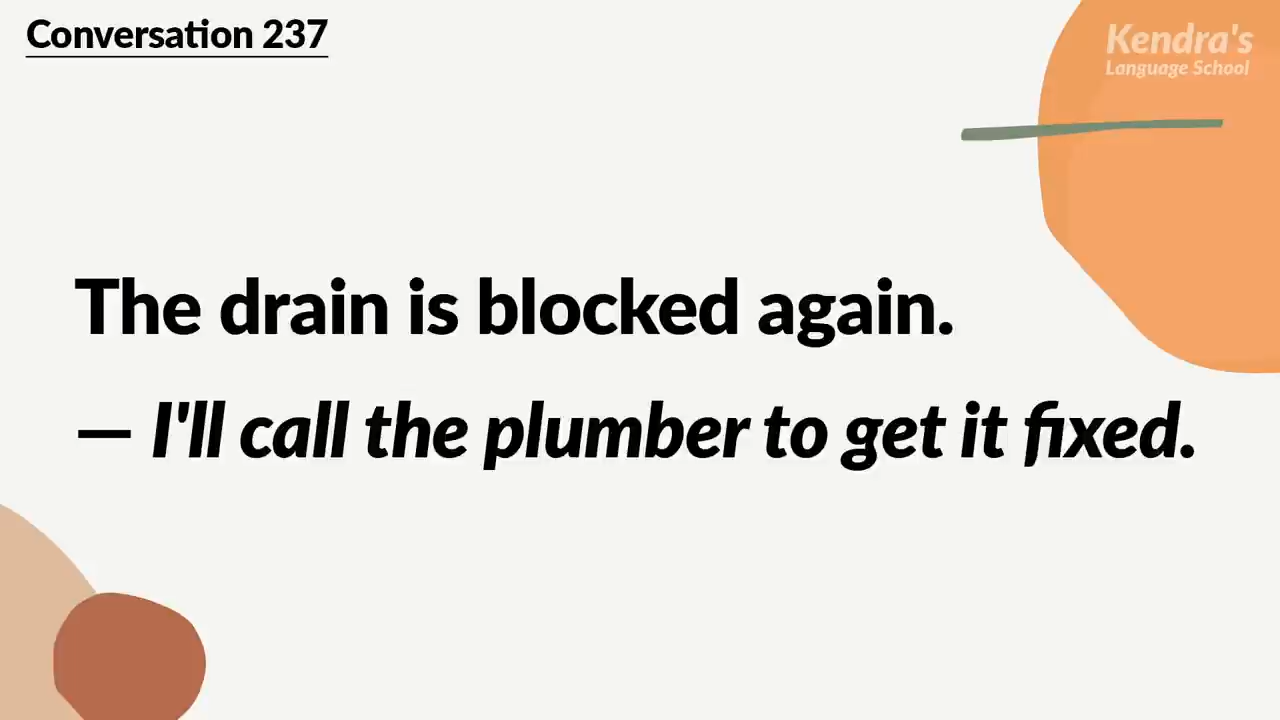 Conversation 237
Kendra's
Language School
The drain is blocked again.
— I'll call the plumber to get it fixed.